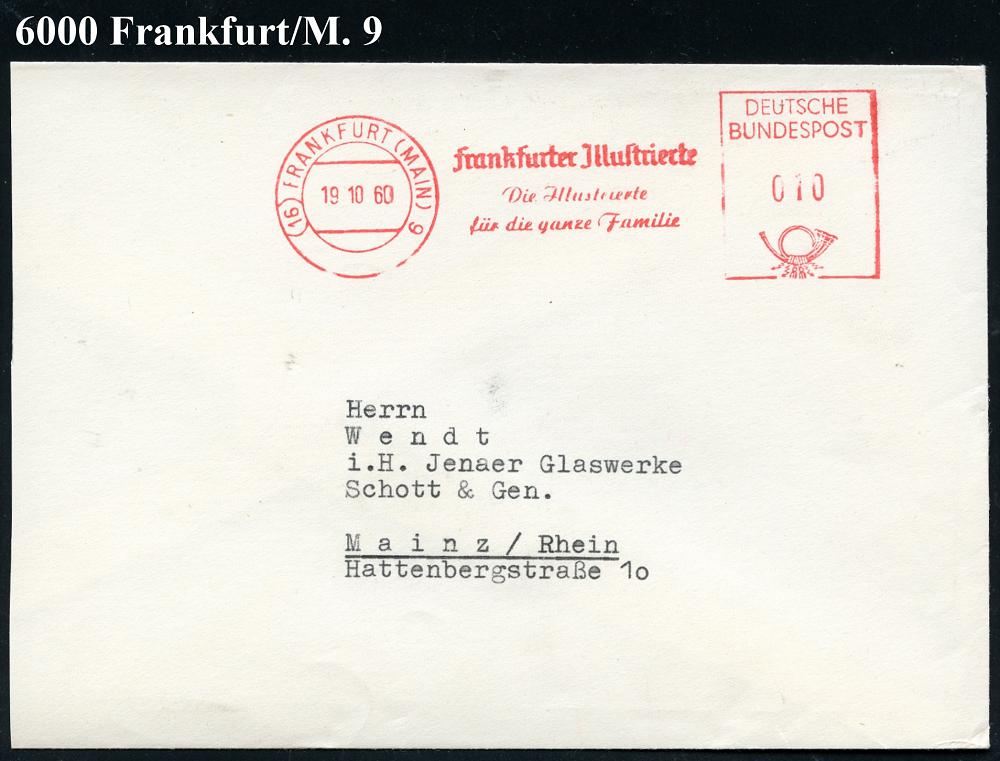 6000 Frankfurt/M. 9
(16) FRANKFURT (MAIN) 9
19 10 60
Frankfurter Illustrierte
Die Illustrierte
für die ganze Familie
DEUTSCHE
BUNDESPOST
010
Herrn
W e n d t
i.H. Jenaer Glaswerke
Schott & Gen.
M a i n z / Rhein
Hattenbergstraße 1o